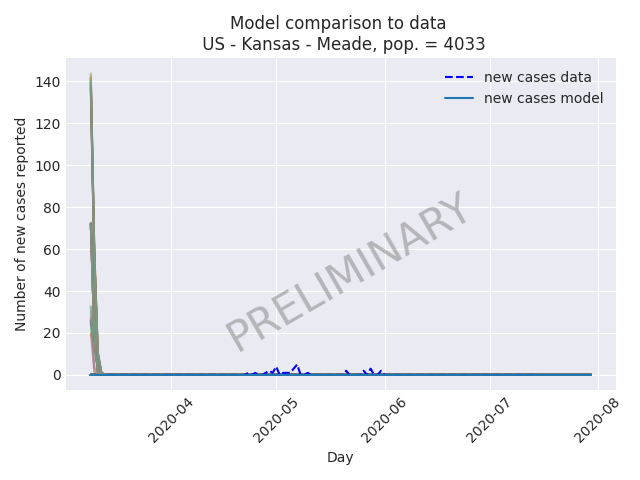 Model comparison to data
US - Kansas - Meade, pop. = 4033
new cases data
new cases model
Number of new cases reported
140
120
100
80
60
40
20
0
PRELIMINARY
2020-04
2020-05
2020-06
2020-07
2020-08
Day